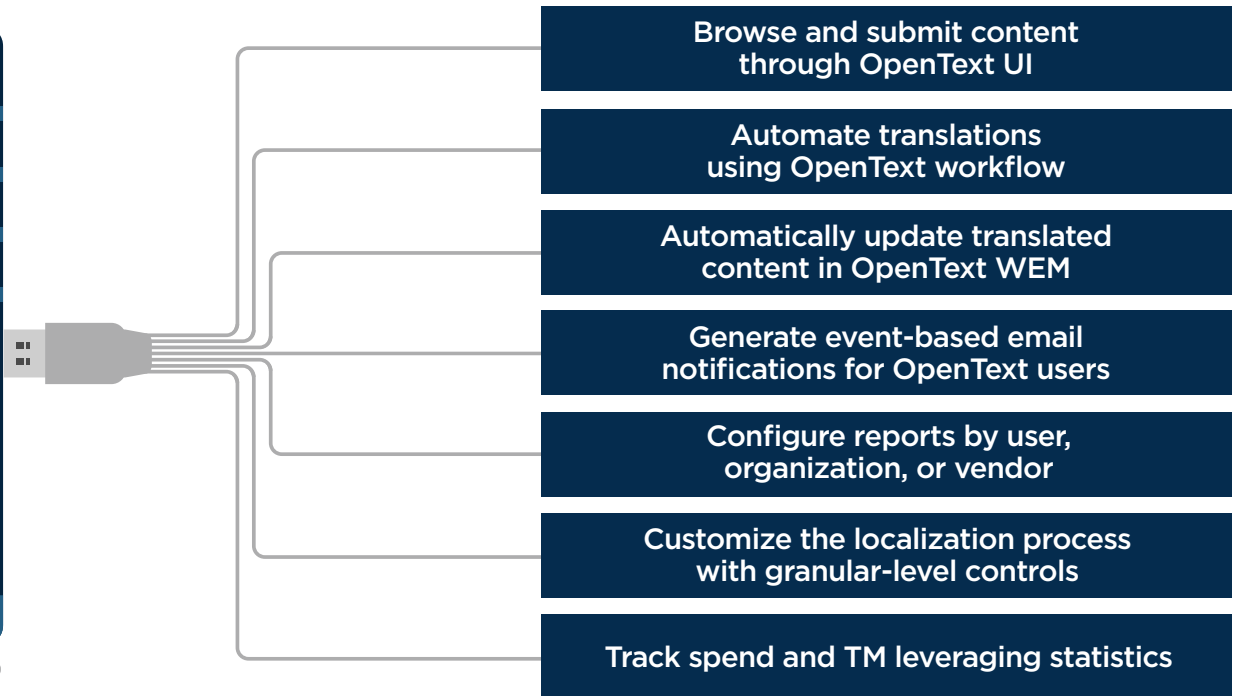 Browse and submit content
through OpenText UI
Automate translations
using OpenText workflow
Automatically update translated
content in OpenText WEM
Generate event-based email
notifications for OpenText users
Configure reports by user,
organization, or vendor
Customize the localization process
with granular-level controls
Track spend and TM leveraging statistics